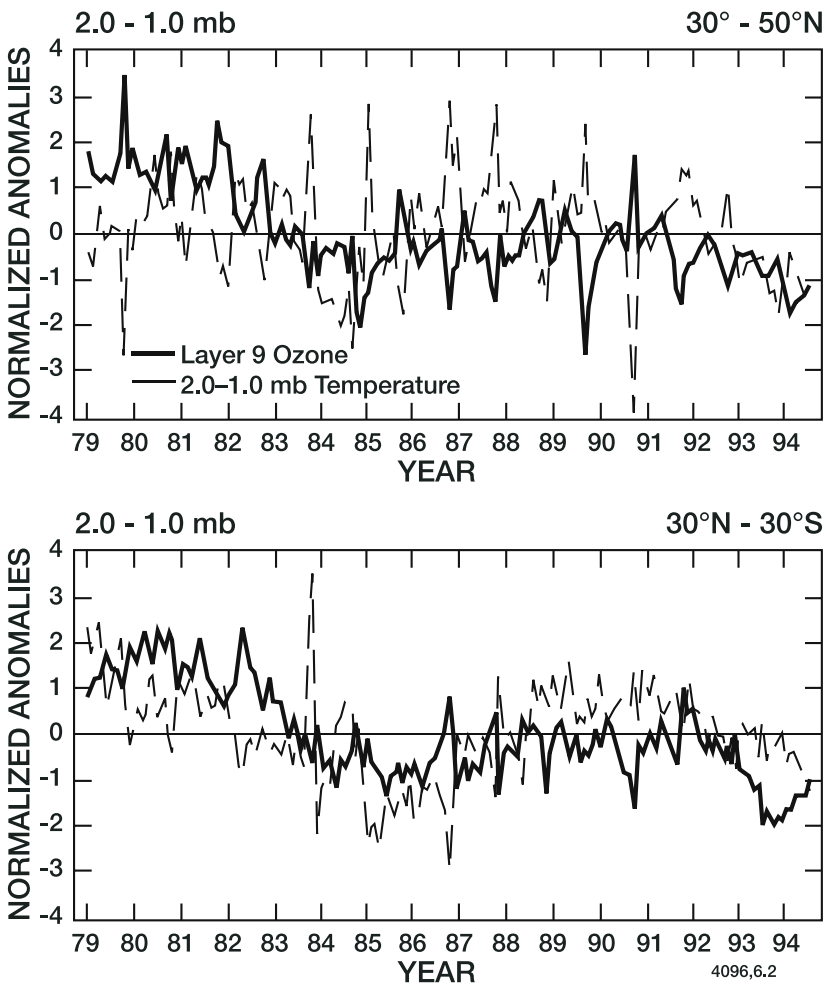 2.0 - 1.0 mb 30° - 50°N
NORMALIZED ANOMALIES
4
3
2
1
0
-1
-2
-3
-4
Layer 9 Ozone
2.0–1.0 mb Temperature
79 80 81 82 83 84 85 86 87 88 89 90 91 92 93 94
YEAR
2.0 - 1.0 mb 30°N - 30°S
NORMALIZED ANOMALIES
4
3
2
1
0
-1
-2
-3
-4
79 80 81 82 83 84 85 86 87 88 89 90 91 92 93 94
YEAR
4096,6.2